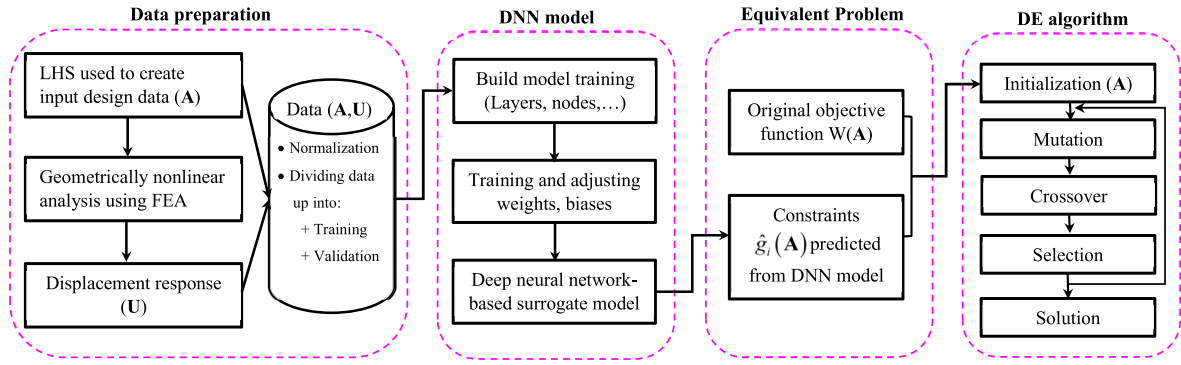 Data preparation
LHS used to create
input design data (A)
Geometrically nonlinear
analysis using FEA
Displacement response
(U)
Data (A,U)
• Normalization
• Dividing data
up into:
+ Training
+ Validation
DNN model
Build model training
(Layers, nodes,…)
Training and adjusting
weights, biases
Deep neural network-
based surrogate model
Equivalent Problem
Original objective
function W(A)
Constraints
ĝᵢ(A) predicted
from DNN model
DE algorithm
Initialization (A)
Mutation
Crossover
Selection
Solution